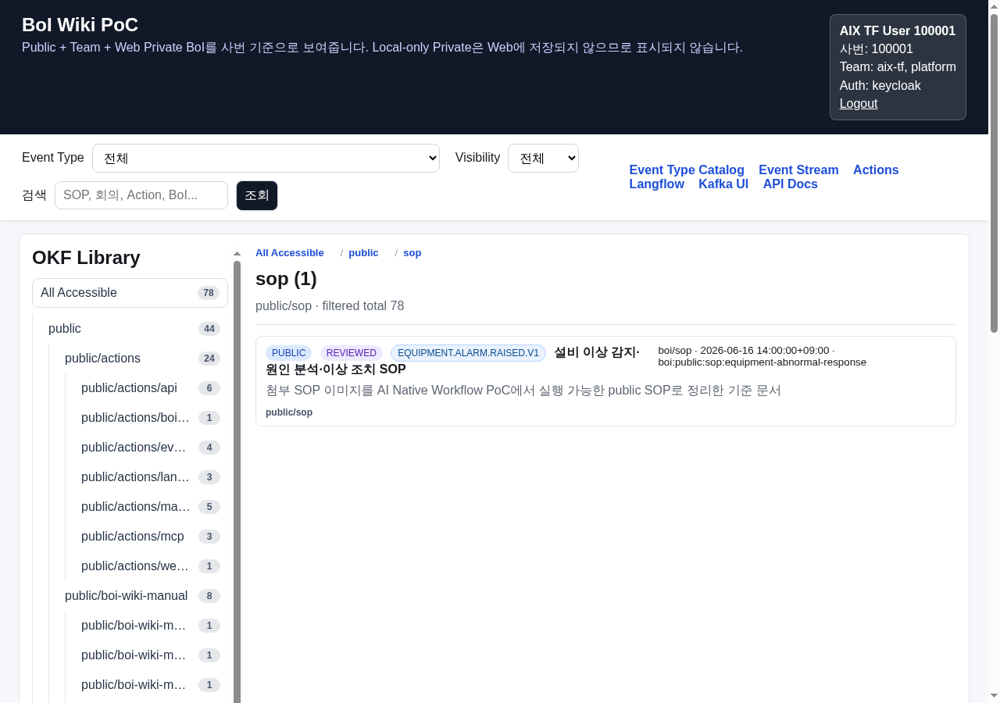 BoI Wiki PoC
Public + Team + Web Private BoI를 사번 기준으로 보여줍니다. Local-only Private은 Web에 저장되지 않으므로 표시되지 않습니다.
AIX TF User 100001
사번: 100001
Team: aix-tf, platform
Auth: keycloak
Logout
Event Type 전체 Visibility 전체
검색 SOP, 회의, Action, BoI... 조회
Event Type Catalog Event Stream Actions
Langflow Kafka UI API Docs
OKF Library
All Accessible 78
public 44
public/actions 24
public/actions/api 6
public/actions/boi… 1
public/actions/ev… 4
public/actions/lan… 3
public/actions/ma… 5
public/actions/mcp 3
public/actions/we… 1
public/boi-wiki-manual 8
public/boi-wiki-m… 1
public/boi-wiki-m… 1
public/boi-wiki-m… 1
All Accessible / public / sop
sop (1)
public/sop · filtered total 78
PUBLIC REVIEWED EQUIPMENT.ALARM.RAISED.V1 설비 이상 감지·
원인 분석·이상 조치 SOP
boi/sop · 2026-06-16 14:00:00+09:00 ·
boi:public:sop:equipment-abnormal-response
첨부 SOP 이미지를 AI Native Workflow PoC에서 실행 가능한 public SOP로 정리한 기준 문서
public/sop